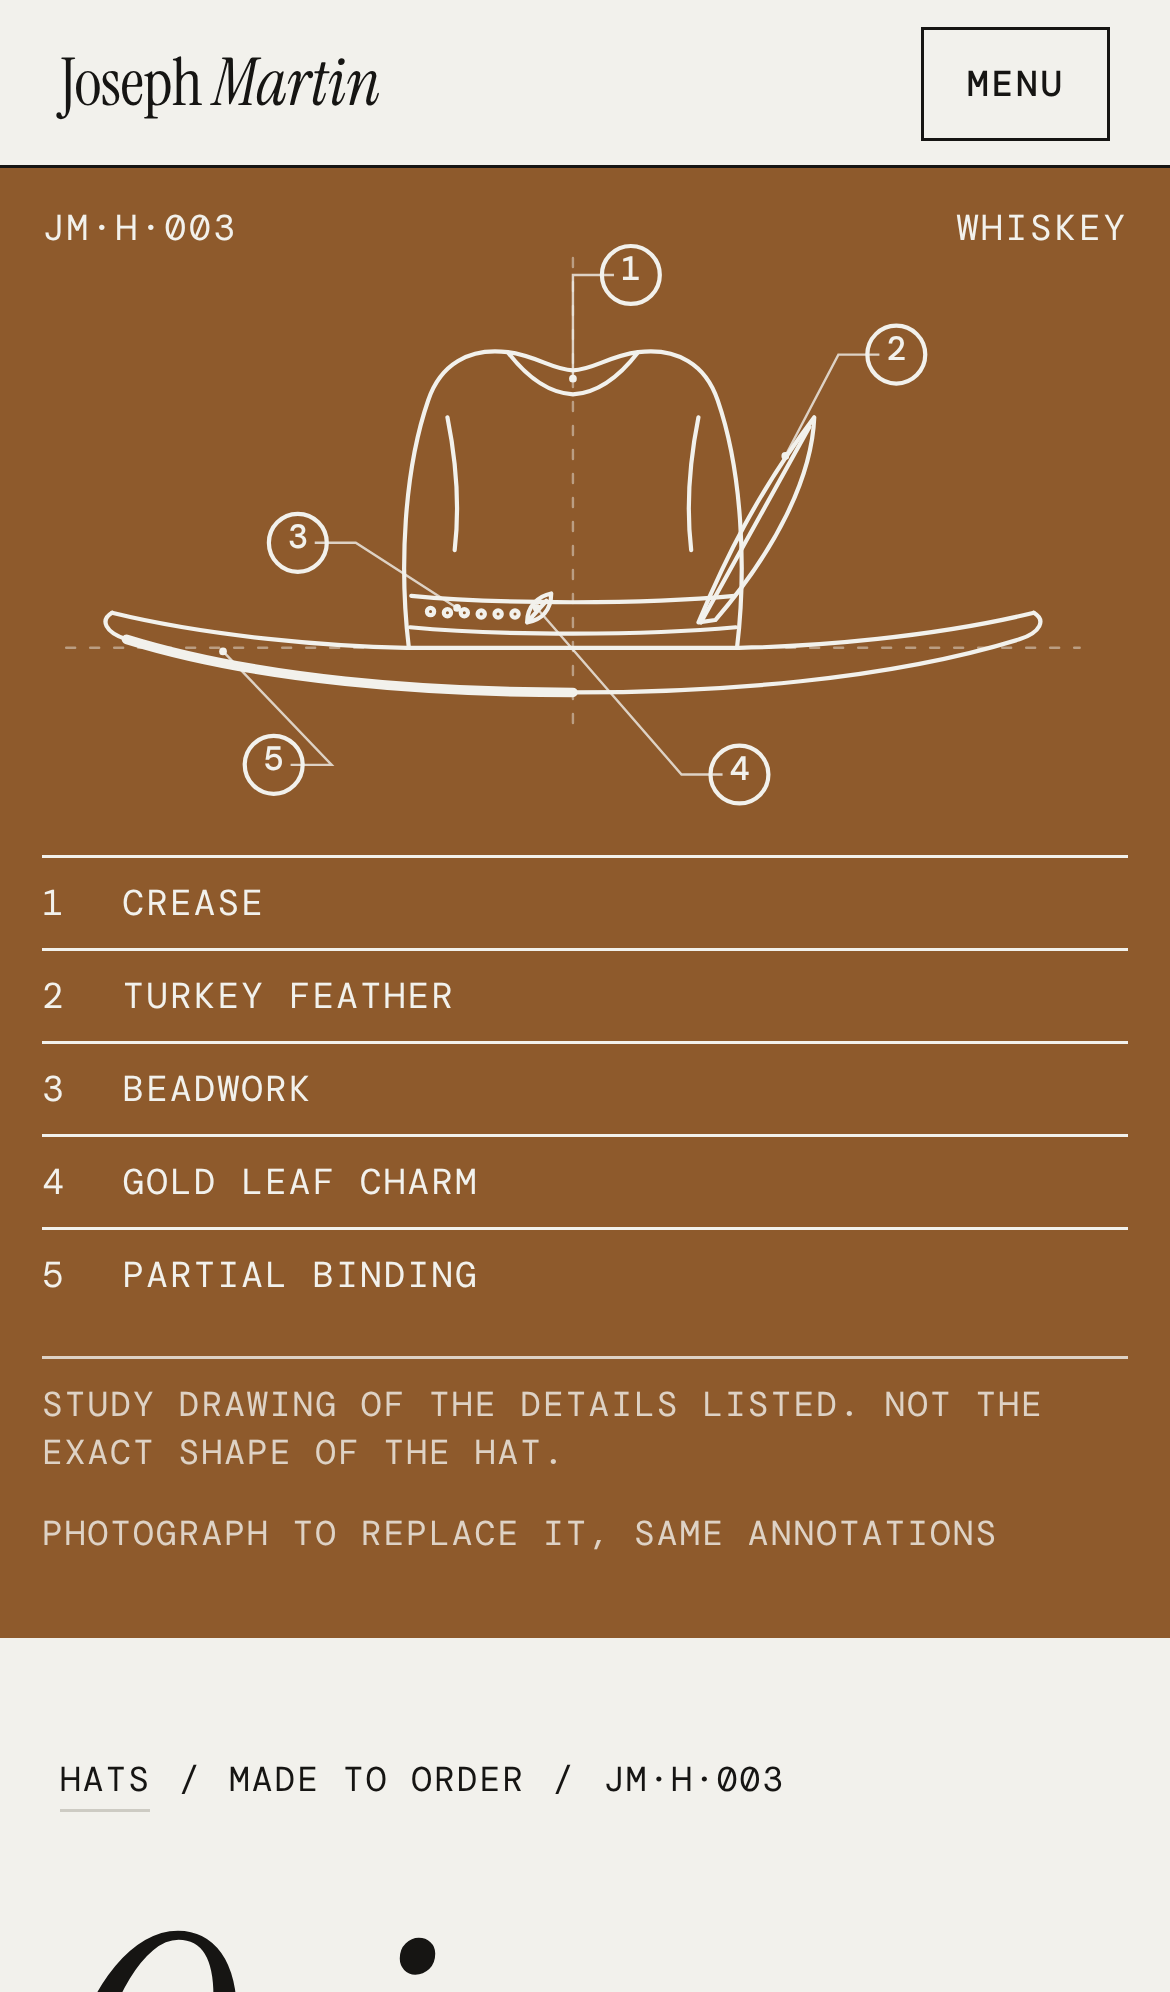 Joseph Martin
MENU
JM·H·003
WHISKEY
1
2
3
5
4
1 CREASE
2 TURKEY FEATHER
3 BEADWORK
4 GOLD LEAF CHARM
5 PARTIAL BINDING
STUDY DRAWING OF THE DETAILS LISTED. NOT THE
EXACT SHAPE OF THE HAT.
PHOTOGRAPH TO REPLACE IT, SAME ANNOTATIONS
HATS / MADE TO ORDER / JM·H·003